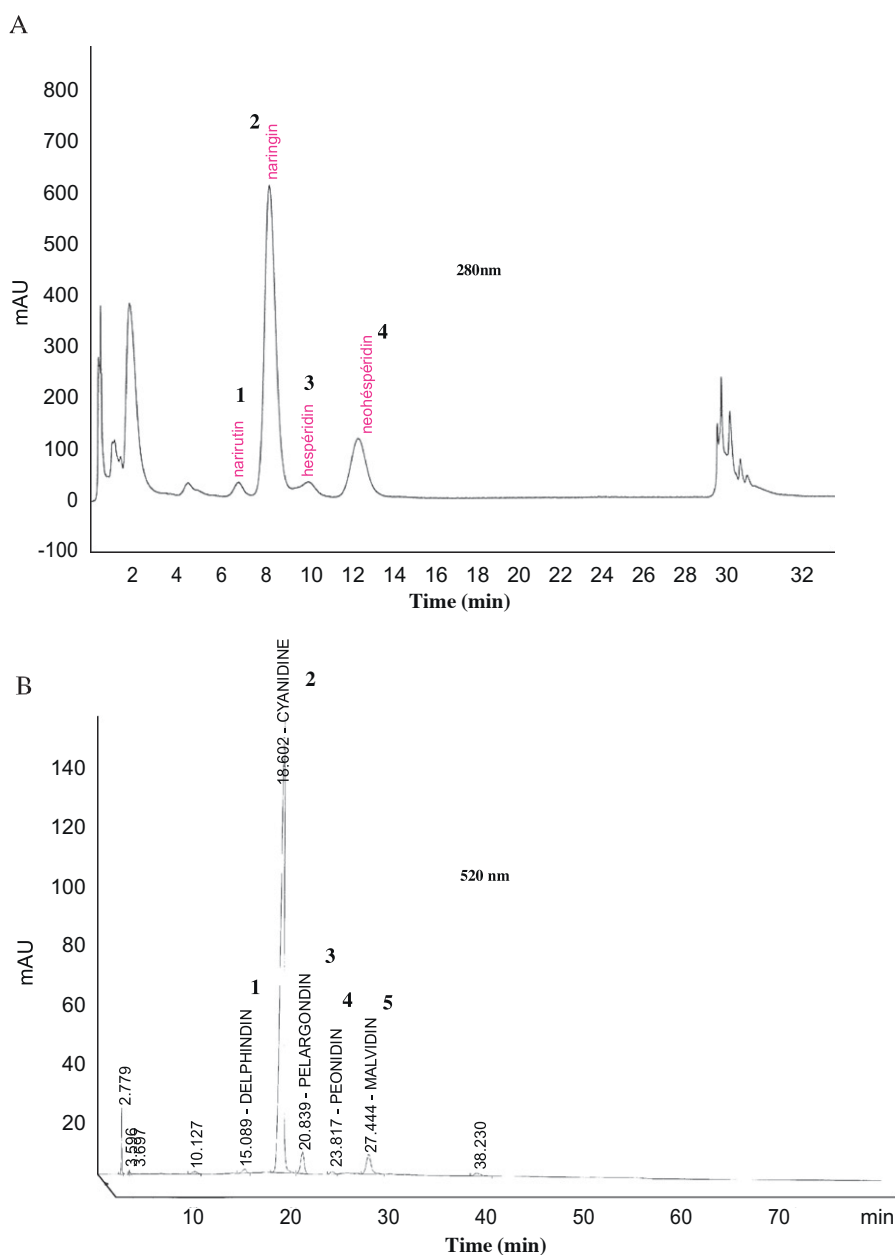 A
800
700
600
500
400
300
200
100
0
-100
mAU
1
narirutin
2
naringin
3
hespéridin
4
neohéspéridin
280nm
2 4 6 8 10 12 14 16 18 20 22 24 26 28 30 32
Time (min)
B
140
120
100
80
60
40
20
mAU
2.779
3.596
3.697
10.127
1
15.089 - DELPHINDIN
2
18.602 - CYANIDINE
3
20.839 - PELARGONDIN
4
23.817 - PEONIDIN
5
27.444 - MALVIDIN
38.230
520 nm
10 20 30 40 50 60 70 min
Time (min)